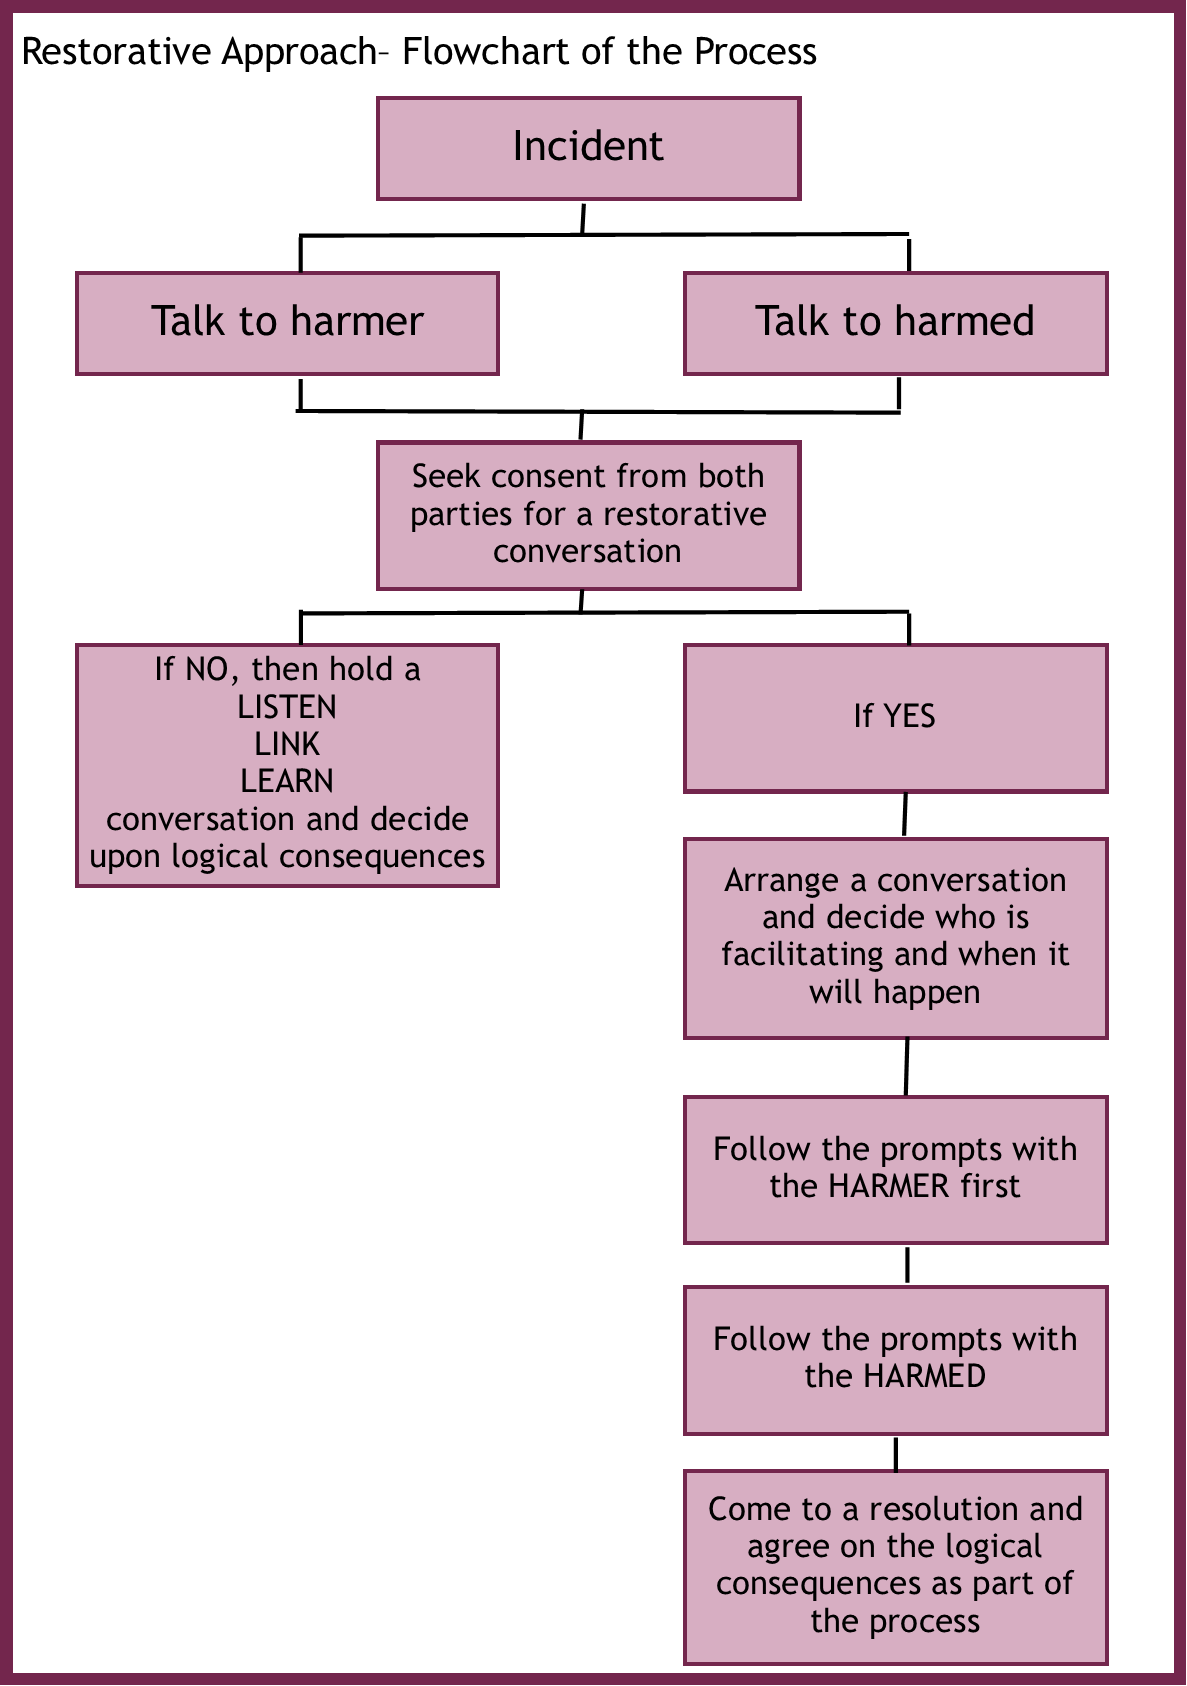 Restorative Approach– Flowchart of the Process
Incident
Talk to harmer
Talk to harmed
Seek consent from both
parties for a restorative
conversation
If NO, then hold a
LISTEN
LINK
LEARN
conversation and decide
upon logical consequences
If YES
Arrange a conversation
and decide who is
facilitating and when it
will happen
Follow the prompts with
the HARMER first
Follow the prompts with
the HARMED
Come to a resolution and
agree on the logical
consequences as part of
the process